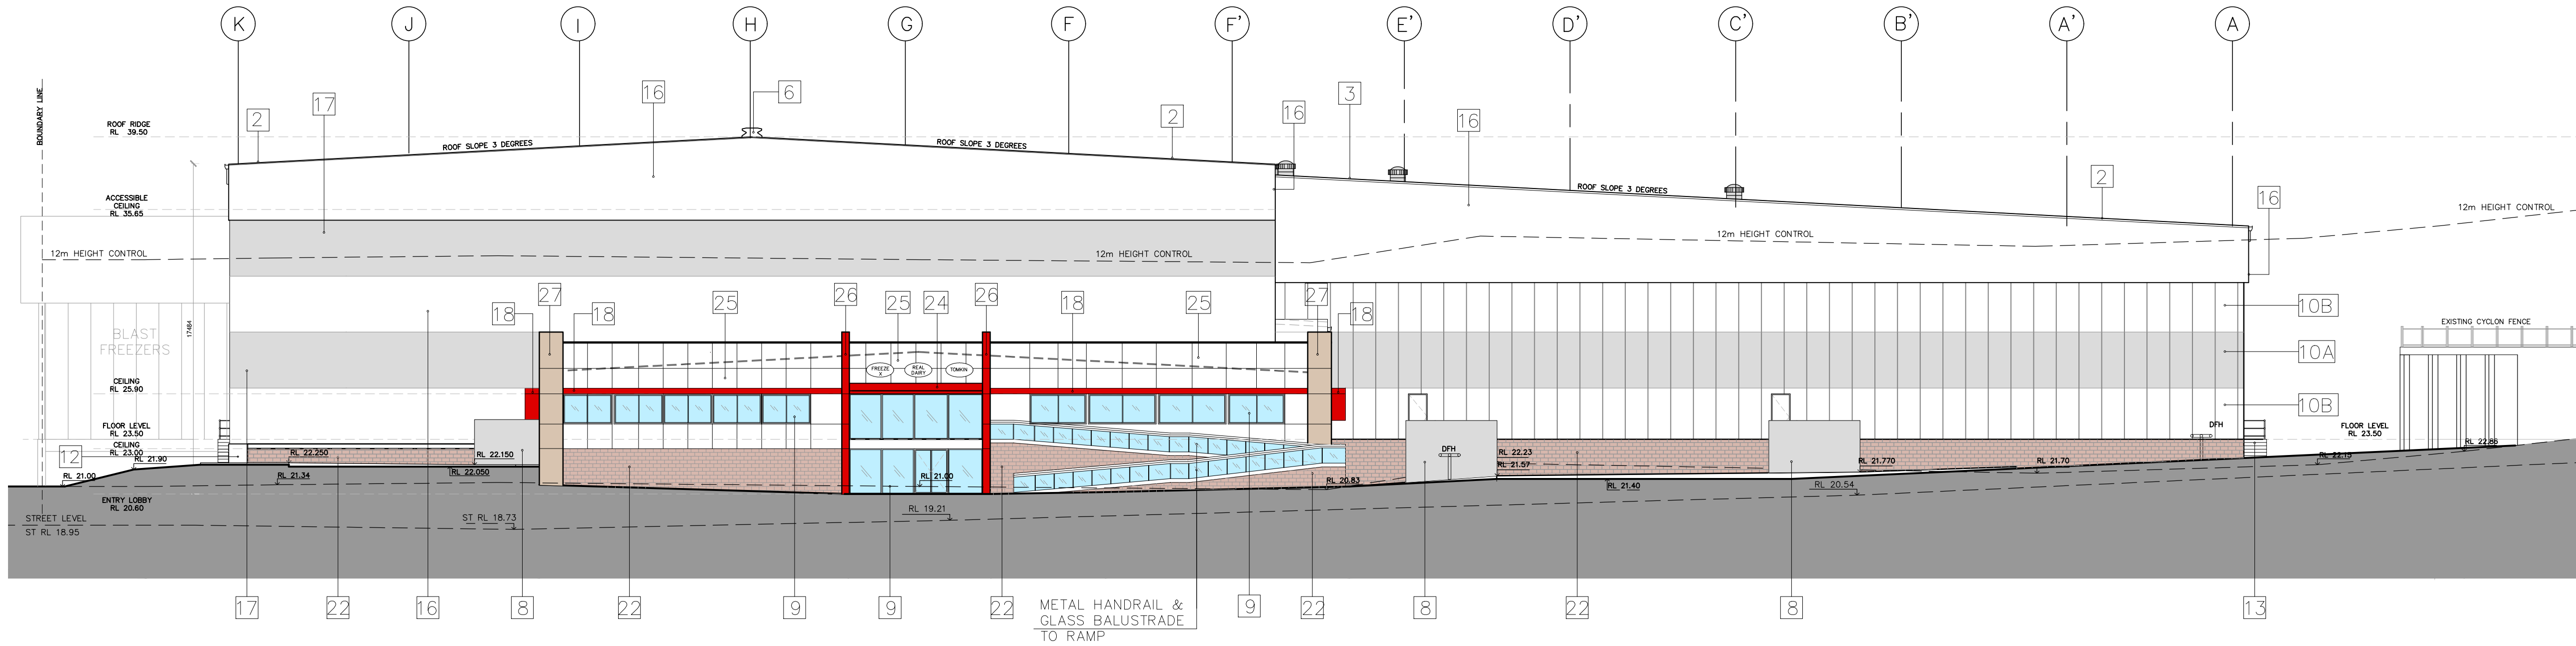 K J I H G F F' E' D' C' B' A' A
BOUNDARY LINE
ROOF RIDGE
RL 39.50
2
17
16
6
2
16
3
16
2
16
ROOF SLOPE 3 DEGREES
ROOF SLOPE 3 DEGREES
ROOF SLOPE 3 DEGREES
ACCESSIBLE
CEILING
RL 35.65
12m HEIGHT CONTROL
12m HEIGHT CONTROL
12m HEIGHT CONTROL
12m HEIGHT CONTROL
17484
BLAST
FREEZERS
18
27
18
25
26
25
24
26
18
25
27
18
10B
10A
10B
EXISTING CYCLON FENCE
FREEZE
X
REAL
DAIRY
TOMKIN
CEILING
RL 25.90
FLOOR LEVEL
RL 23.50
CEILING
RL 23.00
12
RL 21.90
RL 21.00
RL 22.250
RL 21.34
RL 22.150
RL 22.050
RL 21.00
RL 20.83
DFH
RL 22.23
RL 21.57
RL 21.40
RL 21.770
RL 20.54
RL 21.70
DFH
FLOOR LEVEL
RL 23.50
RL 22.15
RL 22.86
ENTRY LOBBY
RL 20.60
STREET LEVEL
ST RL 18.95
ST RL 18.73
RL 19.21
17
22
16
8
22
9
9
22
METAL HANDRAIL &
GLASS BALUSTRADE
TO RAMP
9
22
8
22
8
13